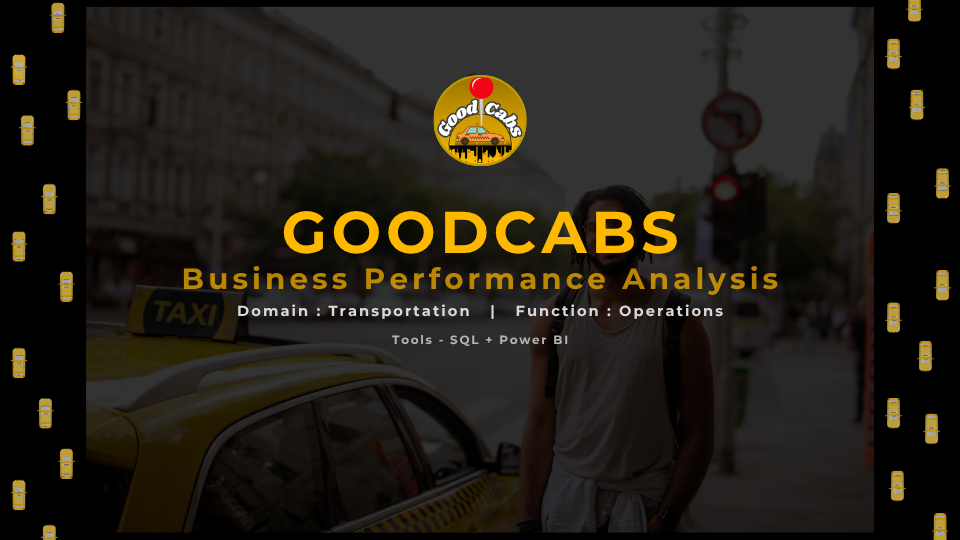 Good Cabs
GOODCABS
Business Performance Analysis
Domain : Transportation | Function : Operations
Tools - SQL + Power BI
TAXI